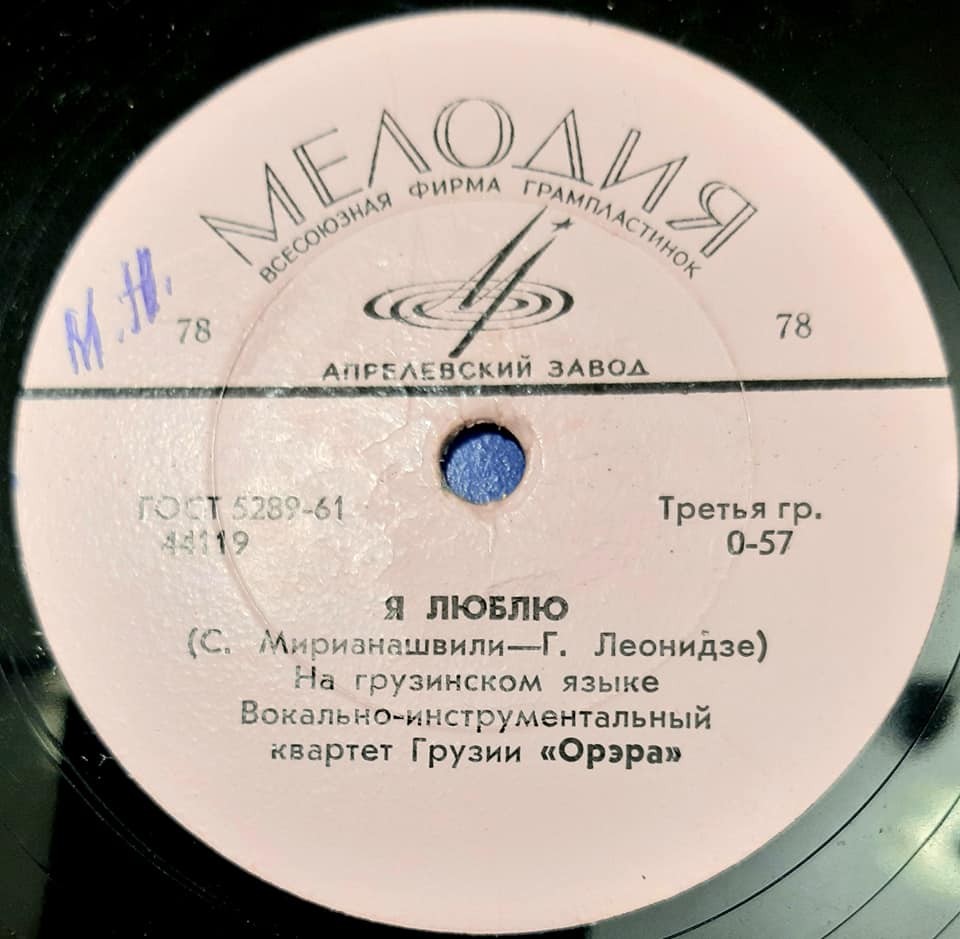 МЕЛОДИЯ
ВСЕСОЮЗНАЯ ФИРМА ГРАМПЛАСТИНОК
М.Н.
78
78
АПРЕЛЕВСКИЙ ЗАВОД
ГОСТ 5289-61
44119
Третья гр.
0-57
Я ЛЮБЛЮ
(С. Мирианашвили—Г. Леонидзе)
На грузинском языке
Вокально-инструментальный
квартет Грузии «Орэра»